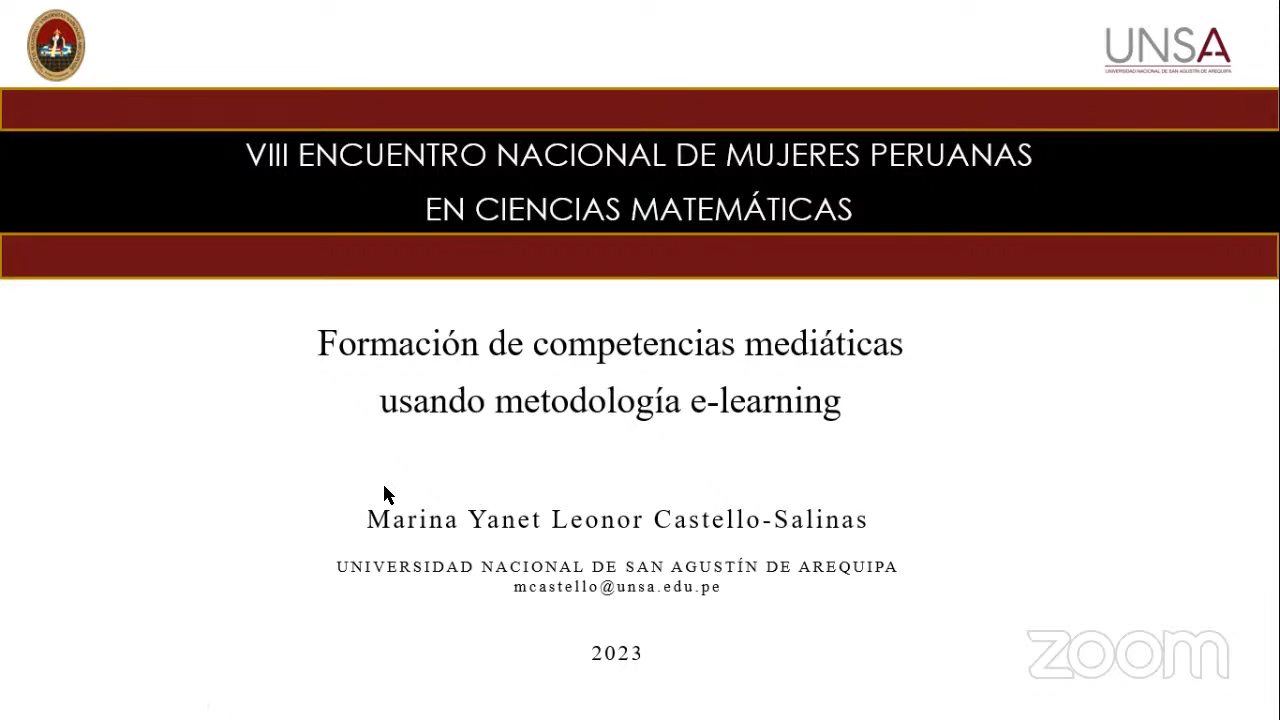 UNSA
UNIVERSIDAD NACIONAL DE SAN AGUSTÍN DE AREQUIPA
VIII ENCUENTRO NACIONAL DE MUJERES PERUANAS
EN CIENCIAS MATEMÁTICAS
Formación de competencias mediáticas
usando metodología e-learning
Marina Yanet Leonor Castello-Salinas
UNIVERSIDAD NACIONAL DE SAN AGUSTÍN DE AREQUIPA
mcastello@unsa.edu.pe
2023
zoom